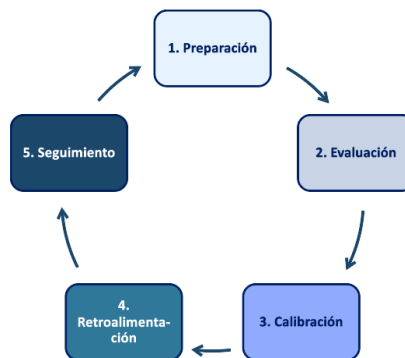 1. Preparación
2. Evaluación
3. Calibración
4.
Retroalimenta-
ción
5. Seguimiento